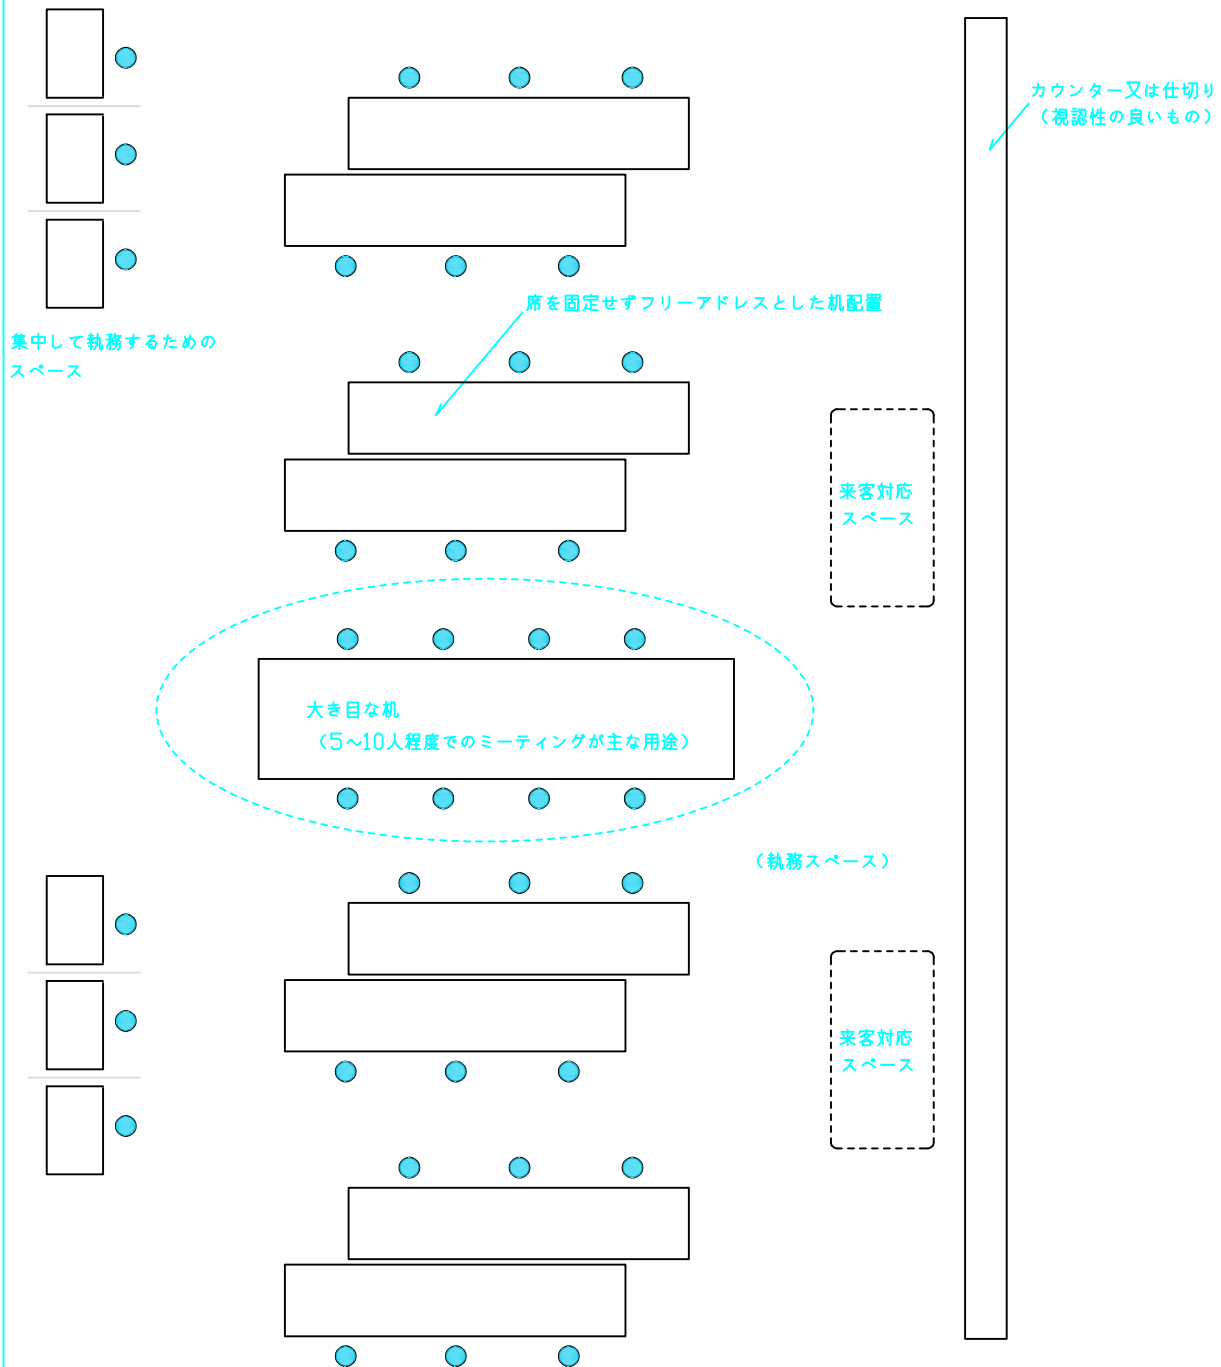 カウンター又は仕切り
（視認性の良いもの）
席を固定せずフリーアドレスとした机配置
集中して執務するための
スペース
来客対応
スペース
大き目な机
（5～10人程度でのミーティングが主な用途）
（執務スペース）
来客対応
スペース